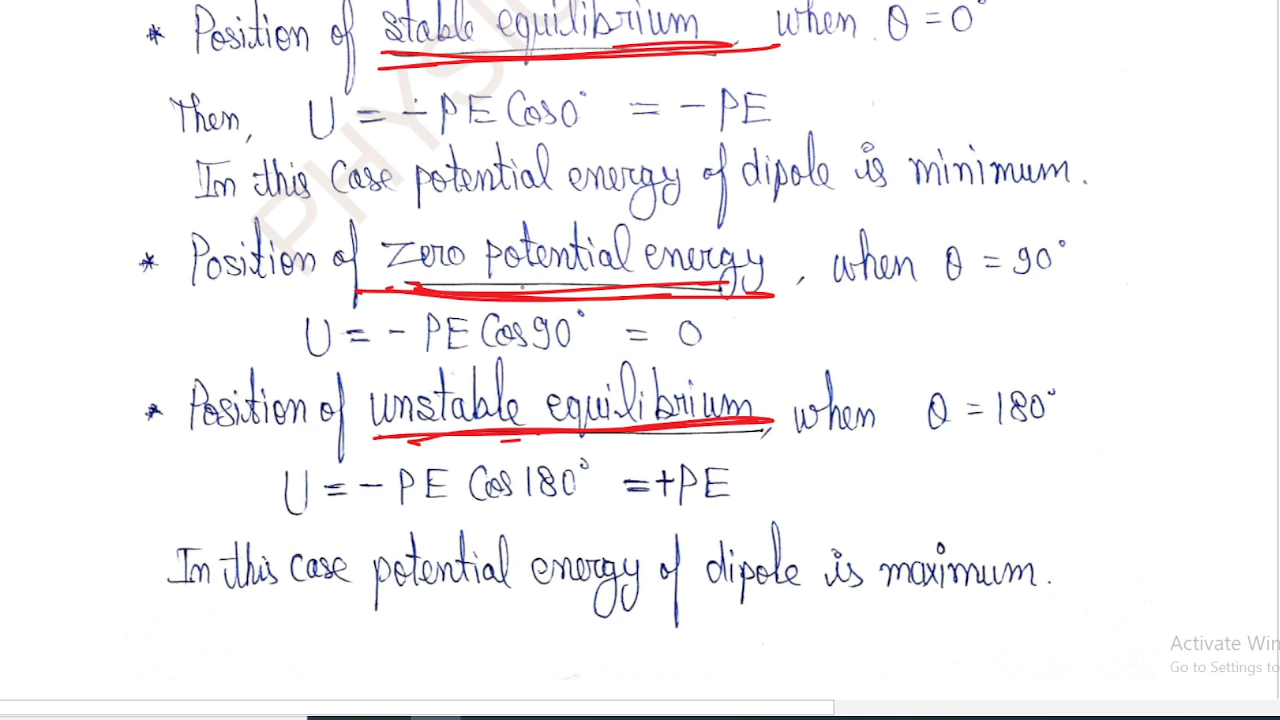 * Position of stable equilibrium, when θ = 0°
Then, U = - PE Cos0° = - PE
In this case potential energy of dipole is minimum.
* Position of zero potential energy, when θ = 90°
U = - PE Cos90° = 0
* Position of unstable equilibrium, when θ = 180°
U = - PE Cos180° = +PE
In this case potential energy of dipole is maximum.
PHYSI
Activate Win
Go to Settings to